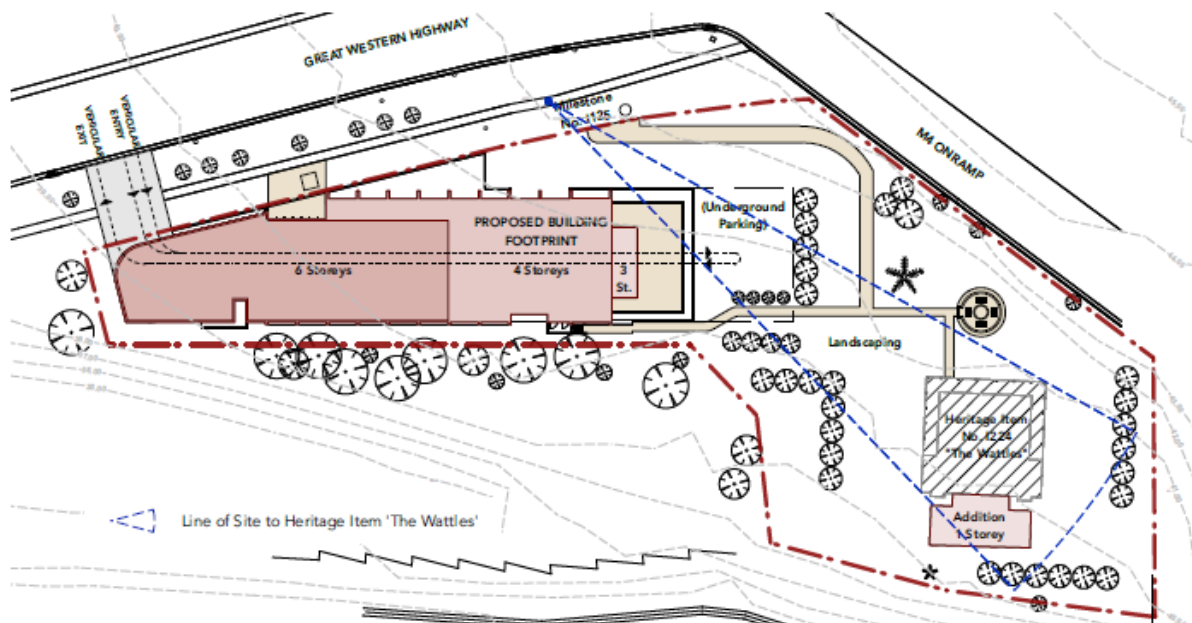 GREAT WESTERN HIGHWAY
VEHICULAR
EXIT
VEHICULAR
ENTRY
Milestone
No. I125
M4 ONRAMP
(Underground
Parking)
PROPOSED BUILDING
FOOTPRINT
6 Storeys
4 Storeys
3
St.
Landscaping
Heritage Item
No. I224
"The Wattles"
Addition
1 Storey
Line of Site to Heritage Item 'The Wattles'